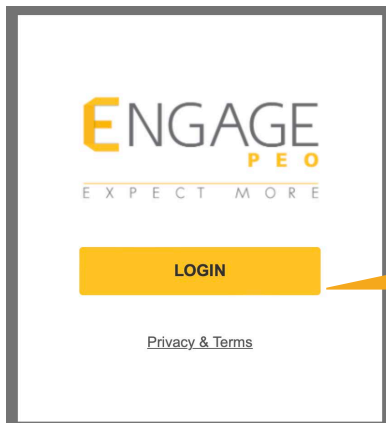 ENGAGE
PEO
EXPECT MORE
LOGIN
Privacy & Terms